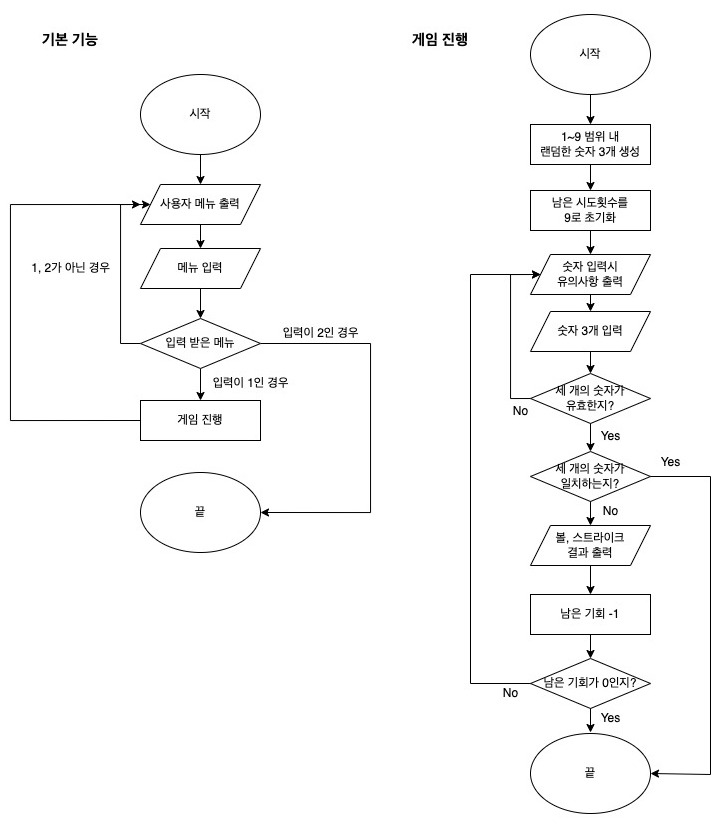 기본 기능
시작
사용자 메뉴 출력
1, 2가 아닌 경우
메뉴 입력
입력 받은 메뉴
입력이 2인 경우
입력이 1인 경우
게임 진행
끝
게임 진행
시작
1~9 범위 내
랜덤한 숫자 3개 생성
남은 시도횟수를
9로 초기화
숫자 입력시
유의사항 출력
숫자 3개 입력
세 개의 숫자가
유효한지?
No
Yes
세 개의 숫자가
일치하는지?
Yes
No
볼, 스트라이크
결과 출력
남은 기회 -1
남은 기회가 0인지?
No
Yes
끝